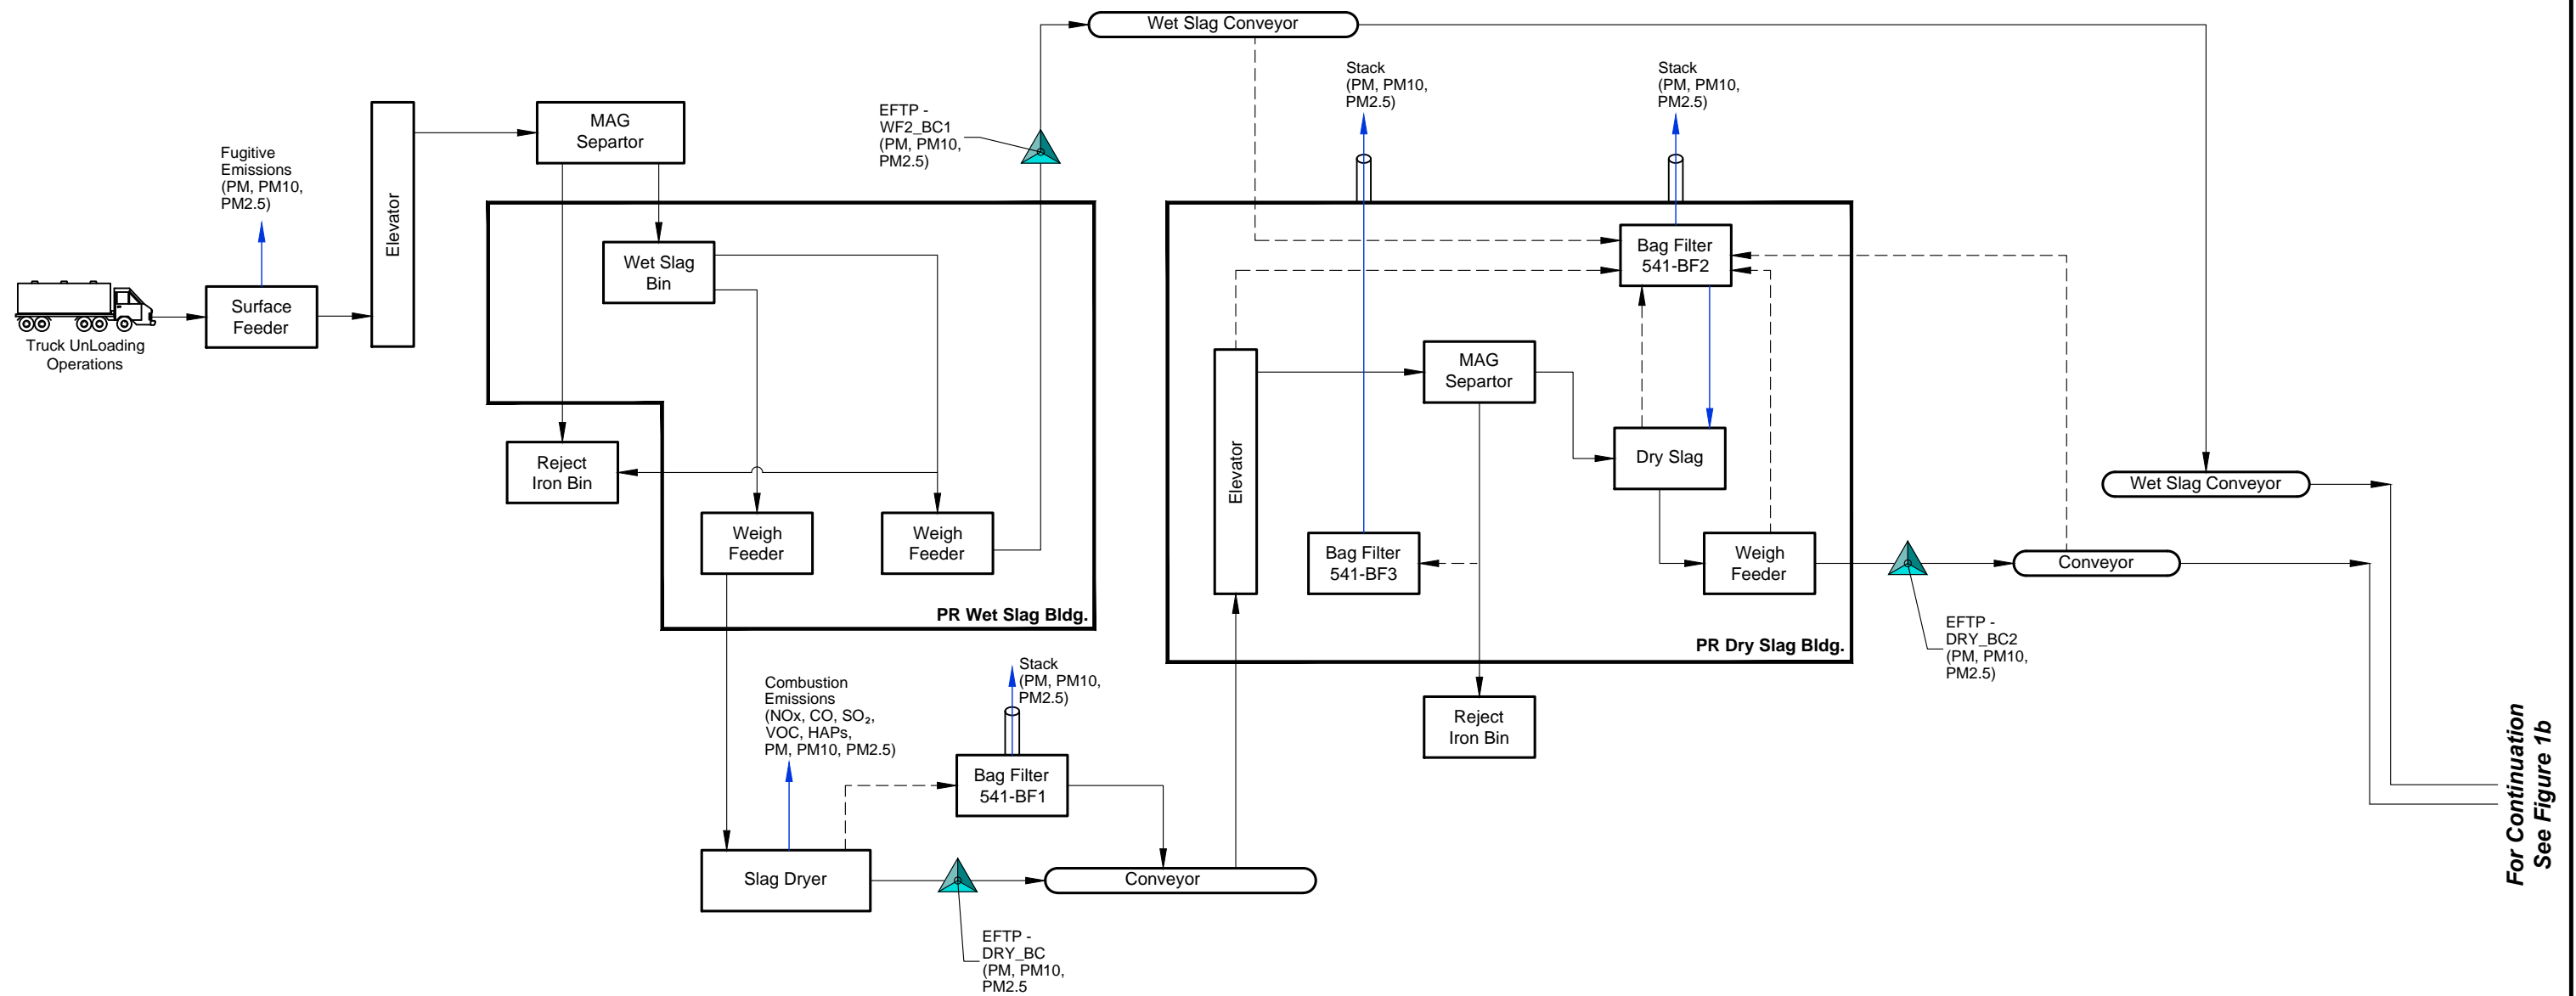 Wet Slag Conveyor
Stack
(PM, PM10,
PM2.5)
Stack
(PM, PM10,
PM2.5)
EFTP -
WF2_BC1
(PM, PM10,
PM2.5)
MAG
Separtor
Fugitive
Emissions
(PM, PM10,
PM2.5)
Elevator
Surface
Feeder
Truck UnLoading
Operations
Wet Slag
Bin
Reject
Iron Bin
Weigh
Feeder
Weigh
Feeder
PR Wet Slag Bldg.
Bag Filter
541-BF2
MAG
Separtor
Elevator
Dry Slag
Bag Filter
541-BF3
Weigh
Feeder
PR Dry Slag Bldg.
Wet Slag Conveyor
Conveyor
EFTP -
DRY_BC2
(PM, PM10,
PM2.5)
Reject
Iron Bin
Combustion
Emissions
(NOx, CO, SO₂,
VOC, HAPs,
PM, PM10, PM2.5)
Stack
(PM, PM10,
PM2.5)
Bag Filter
541-BF1
Slag Dryer
Conveyor
EFTP -
DRY_BC
(PM, PM10,
PM2.5
For Continuation
See Figure 1b